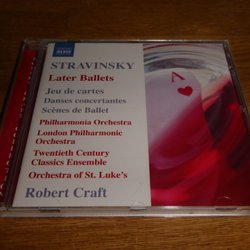 NAXOS
STRAVINSKY
Later Ballets
Jeu de cartes
Danses concertantes
Scènes de Ballet
Philharmonia Orchestra
London Philharmonic
Orchestra
Twentieth Century
Classics Ensemble
Orchestra of St. Luke's
Robert Craft
A